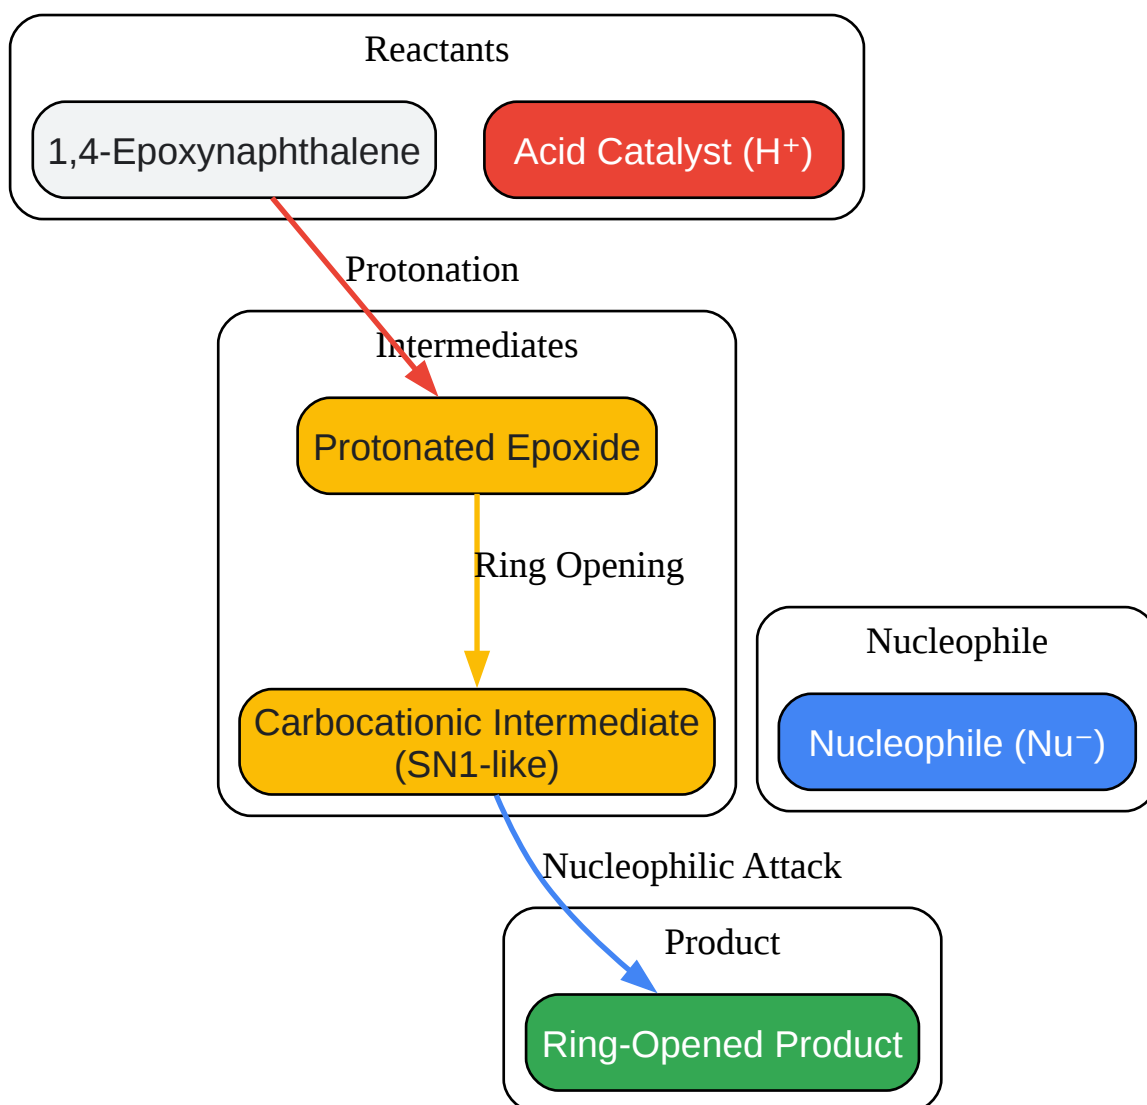 Reactants
1,4-Epoxynaphthalene
Acid Catalyst (H⁺)
Protonation
Intermediates
Protonated Epoxide
Ring Opening
Carbocationic Intermediate
(SN1-like)
Nucleophile
Nucleophile (Nu⁻)
Nucleophilic Attack
Product
Ring-Opened Product